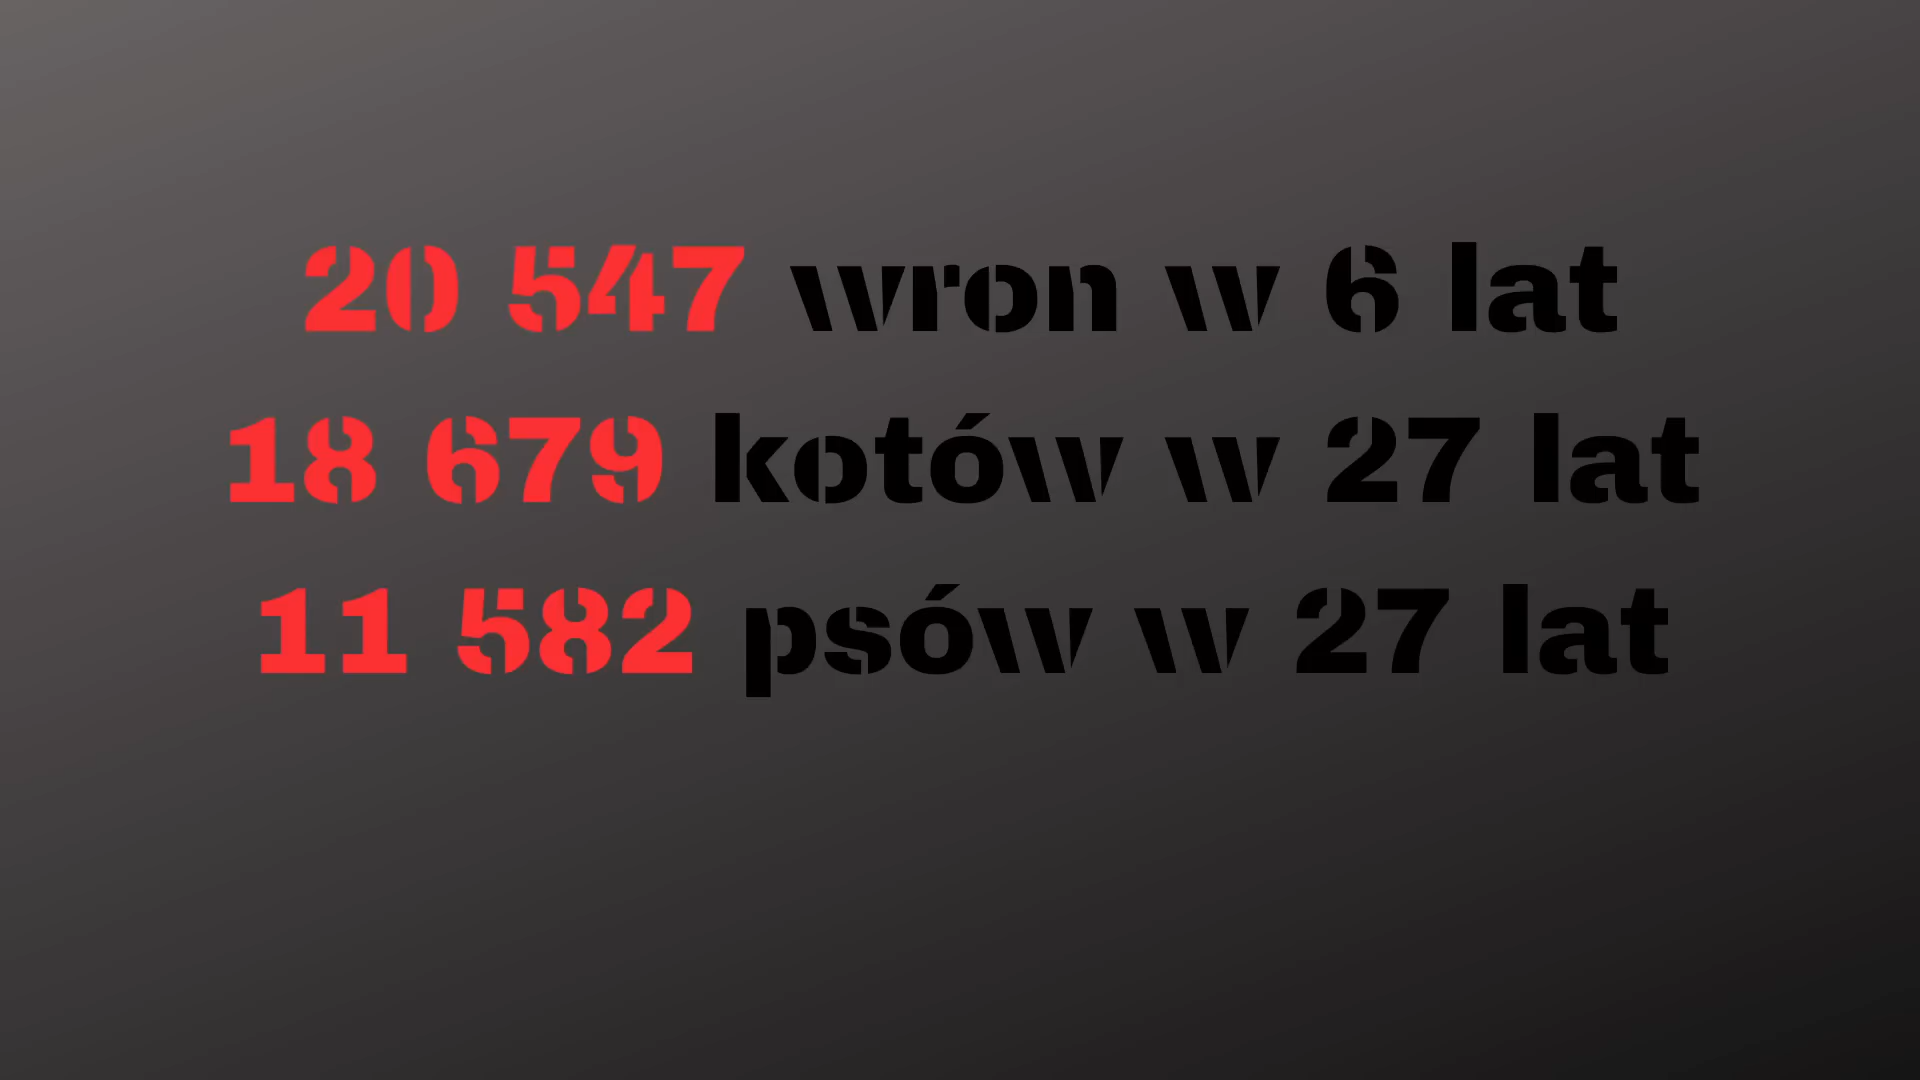 20 547 wron w 6 lat
18 679 kotów w 27 lat
11 582 psów w 27 lat